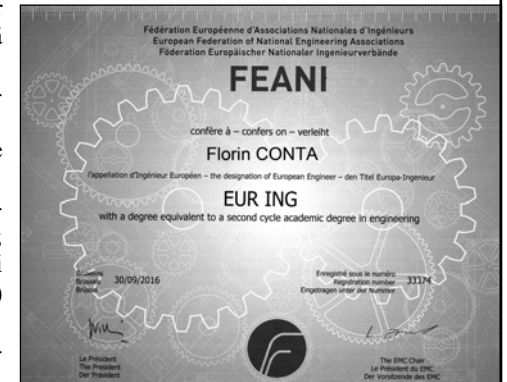 Fédération Européenne d'Associations Nationales d'Ingénieurs
European Federation of National Engineering Associations
Föderation Europäischer Nationaler Ingenieurverbände
FEANI
confère à – confers on – verleiht
Florin CONTA
l'appellation d'Ingénieur Européen – the designation of European Engineer – den Titel Europa-Ingenieur
EUR ING
with a degree equivalent to a second cycle academic degree in engineering
Bruxelles
Brussels 30/09/2016
Brüssel
Enregistré sous le numéro
Registration number 33374
Eingetragen unter der Nummer
Le Président
The President
Der Präsident
The EMC Chair
Le Président du EMC
Der Vorsitzende des EMC